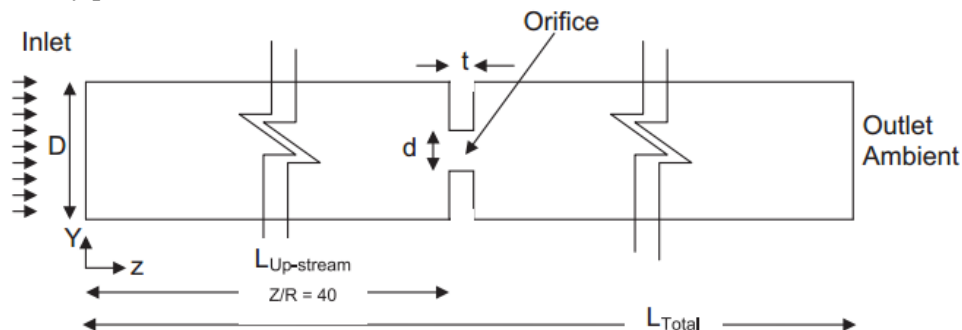 Orifice
Inlet
t
D
d
Outlet
Ambient
Y
z
LUp-stream
Z/R = 40
LTotal